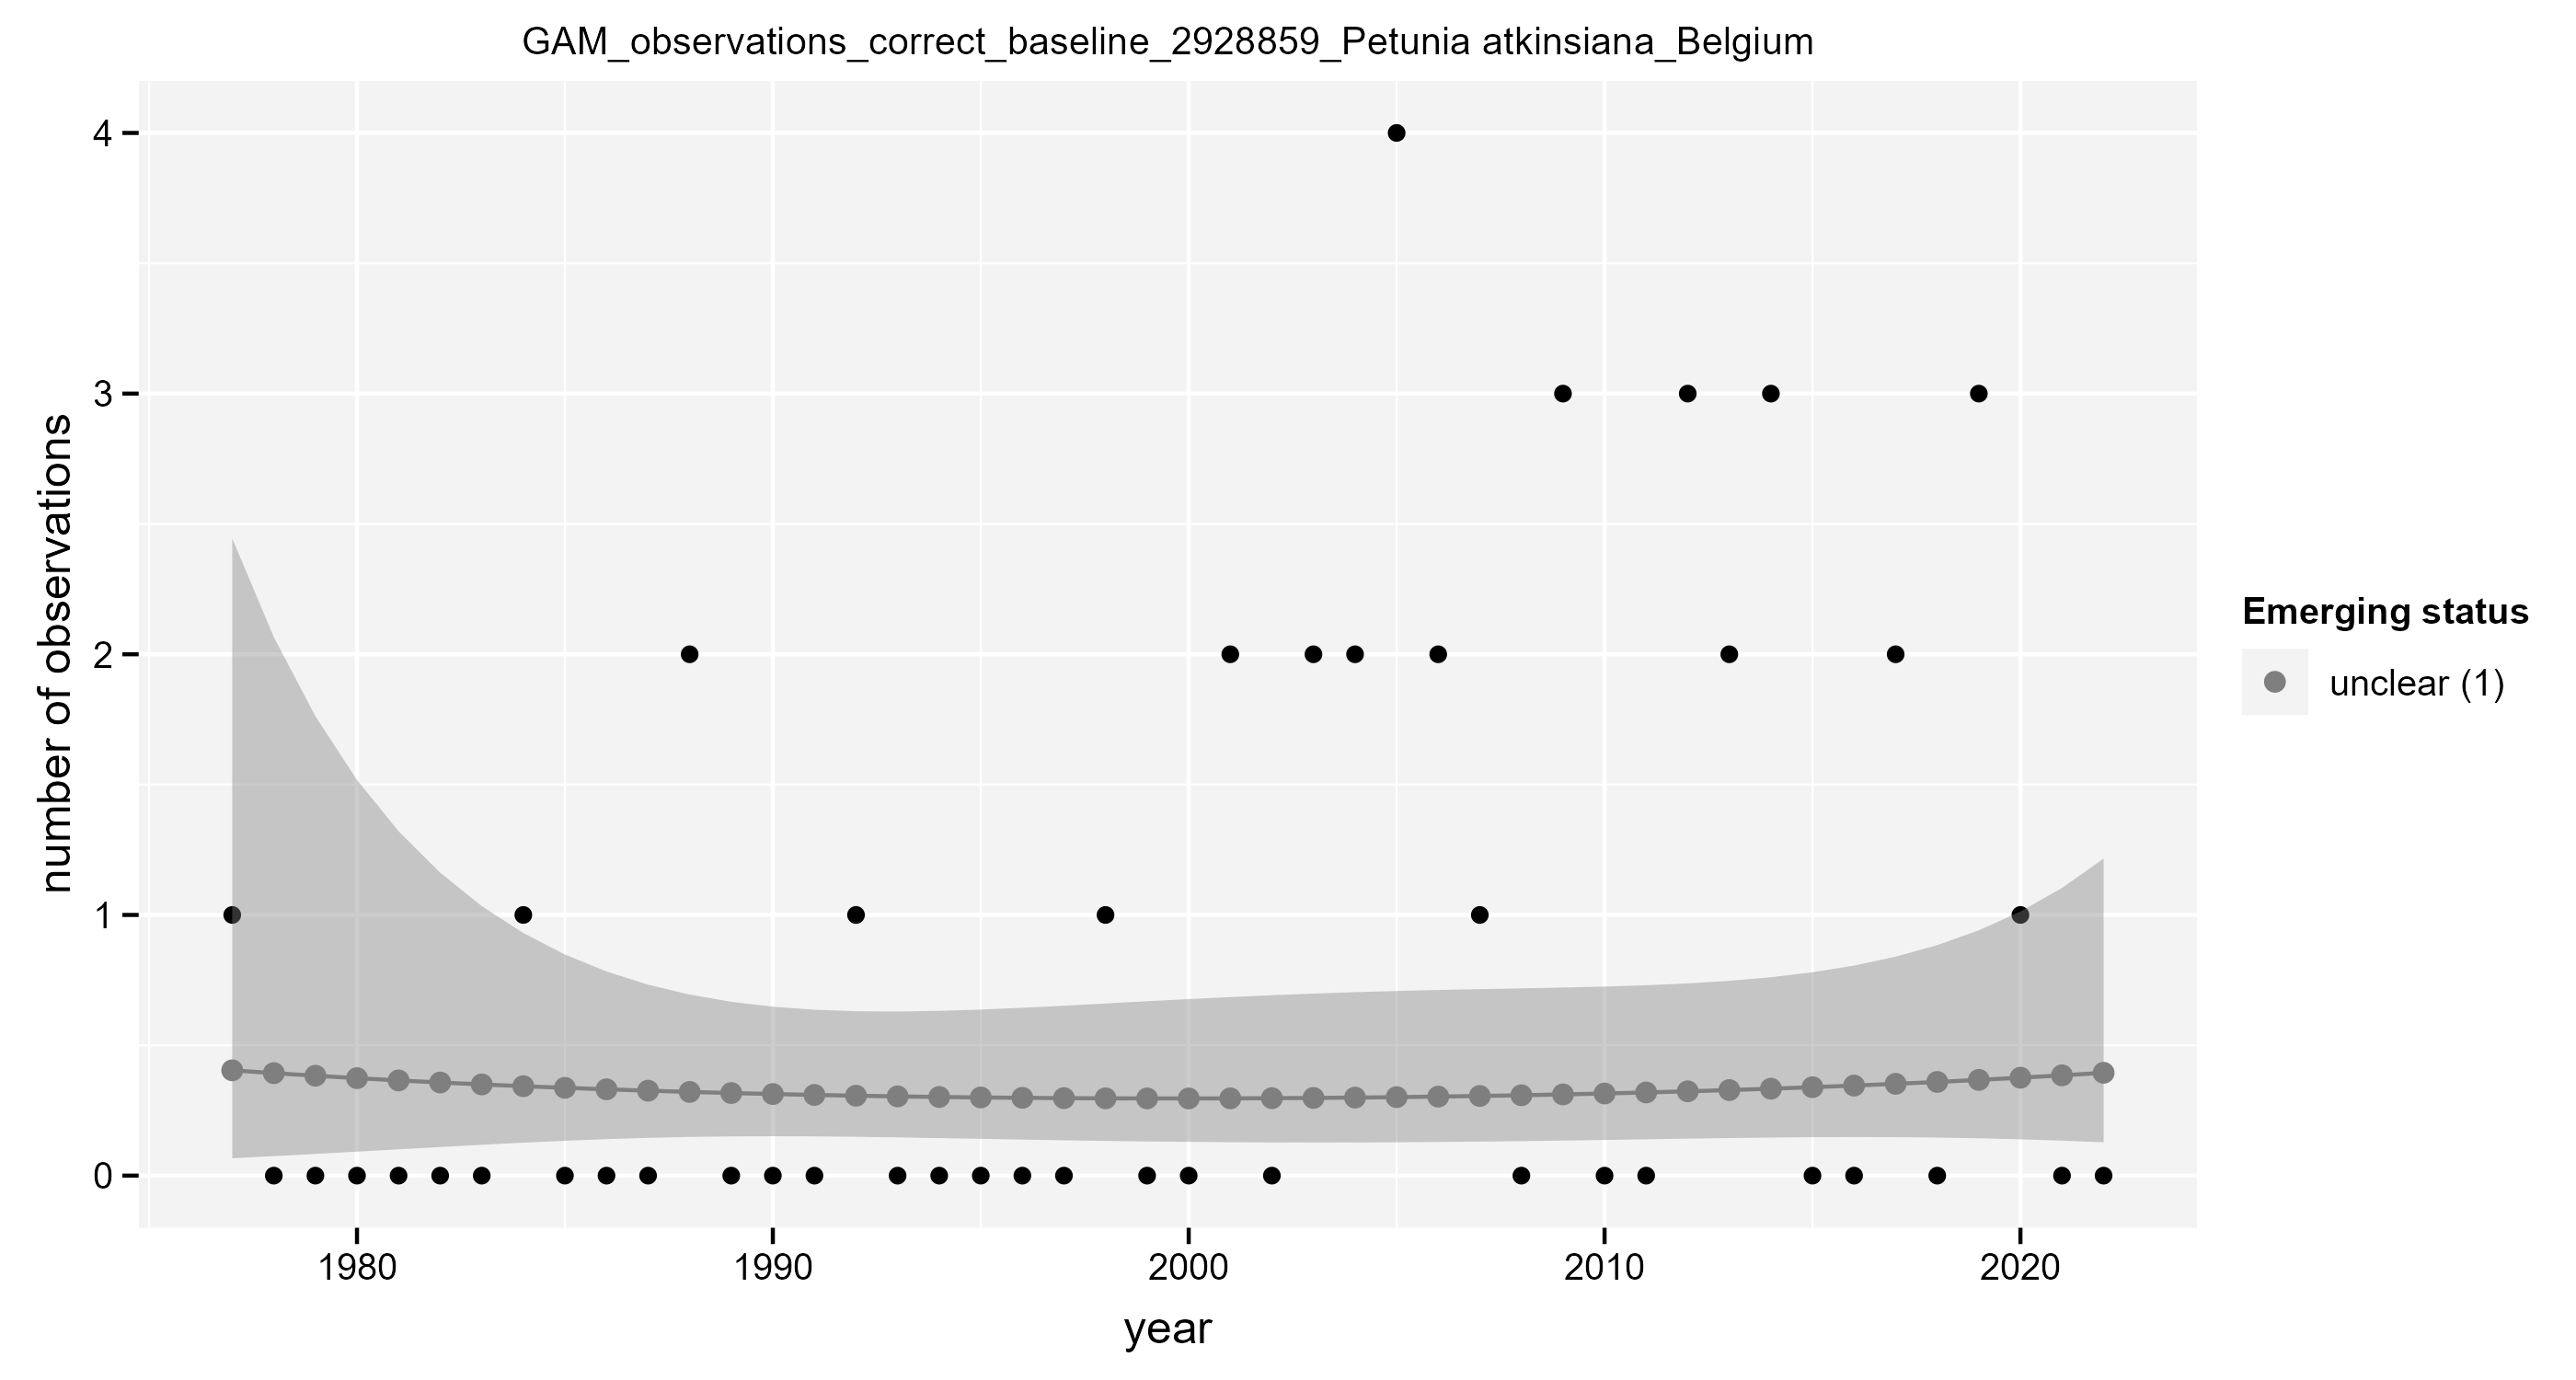 GAM_observations_correct_baseline_2928859_Petunia atkinsiana_Belgium
number of observations
4
3
2
1
0
1980 1990 2000 2010 2020
year
Emerging status
unclear (1)